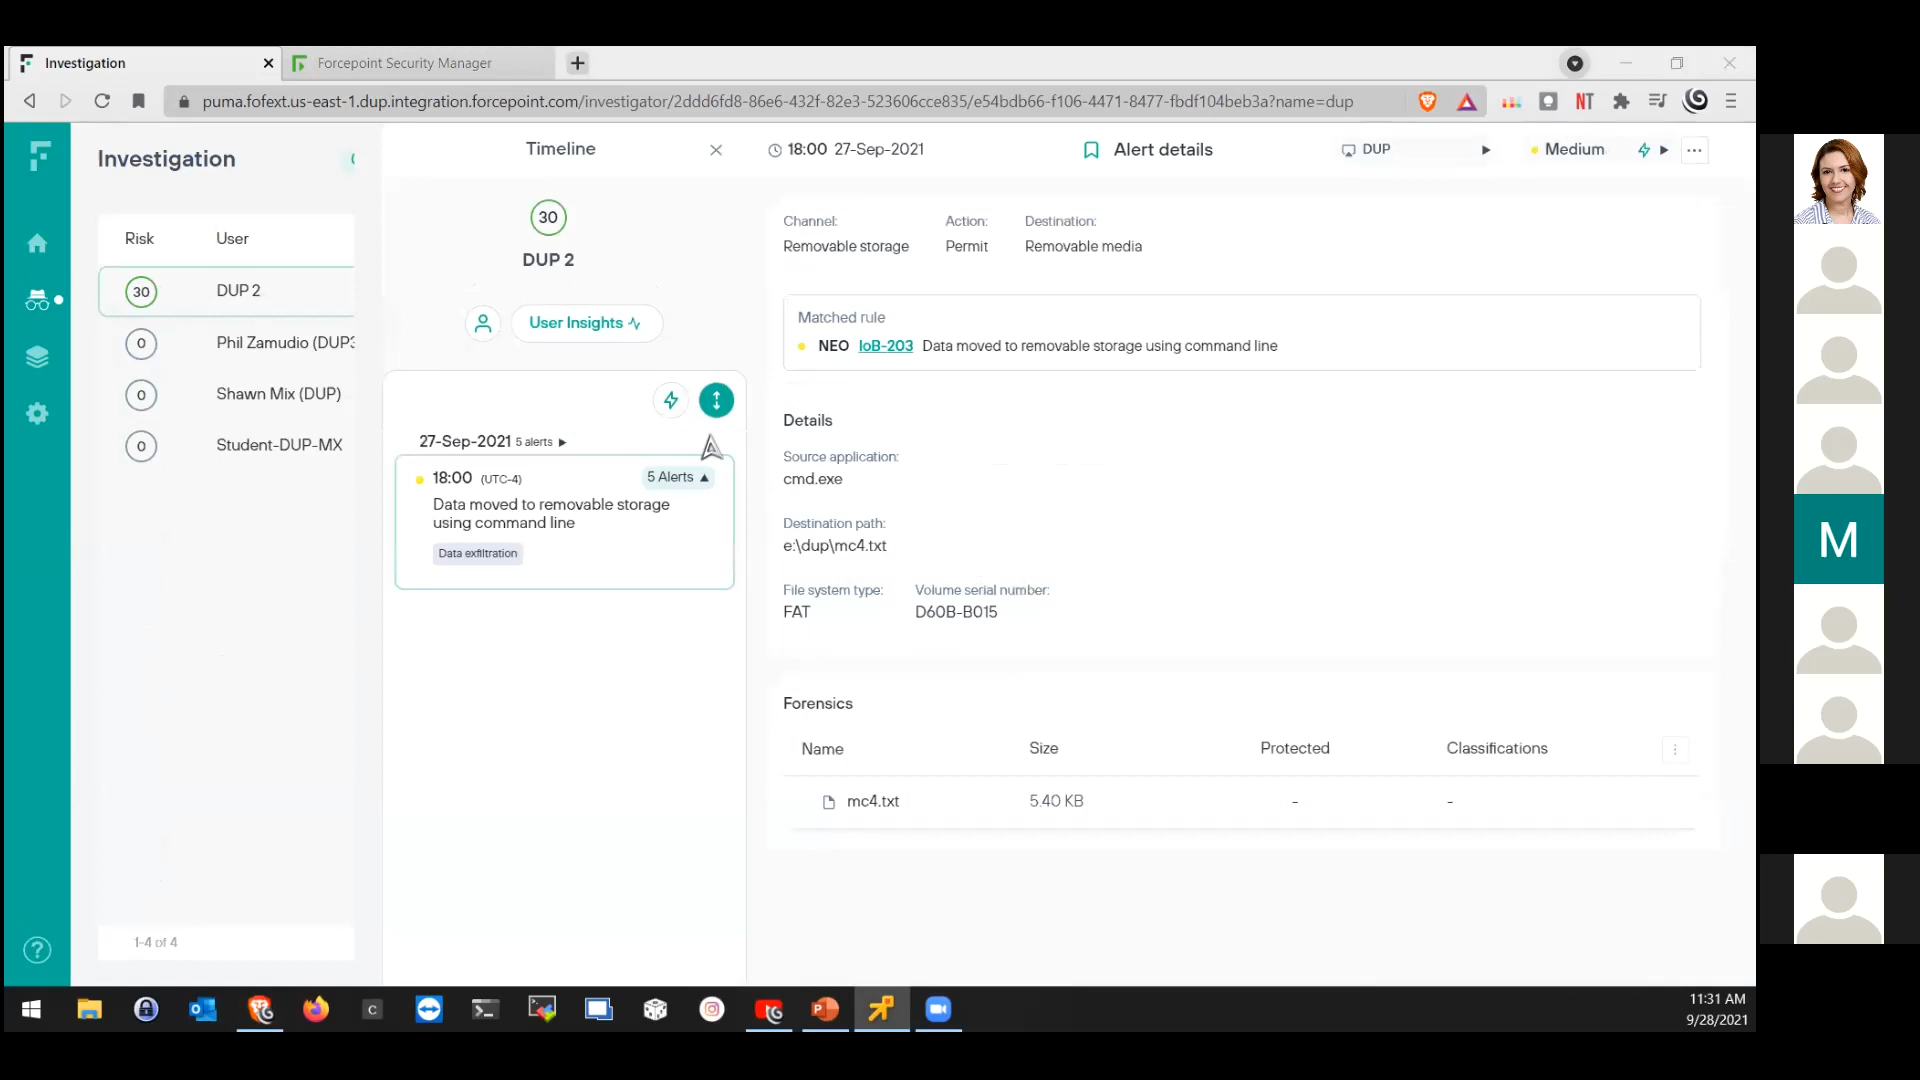 Investigation
Forcepoint Security Manager
puma.fofext.us-east-1.dup.integration.forcepoint.com/investigator/2ddd6fd8-86e6-432f-82e3-523606cce835/e54bdb66-f106-4471-8477-fbdf104beb3a?name=dup
NT
Investigation
Risk
User
30
DUP 2
0
Phil Zamudio (DUP3
0
Shawn Mix (DUP)
0
Student-DUP-MX
1-4 of 4
Timeline
30
DUP 2
User Insights
27-Sep-2021 5 alerts
18:00 (UTC-4)
5 Alerts
Data moved to removable storage
using command line
Data exfiltration
18:00 27-Sep-2021
Alert details
DUP
Medium
Channel:
Action:
Destination:
Removable storage
Permit
Removable media
Matched rule
NEO IoB-203 Data moved to removable storage using command line
Details
Source application:
cmd.exe
Destination path:
e:\dup\mc4.txt
File system type:
Volume serial number:
FAT
D60B-B015
Forensics
Name
Size
Protected
Classifications
mc4.txt
5.40 KB
-
-
M
11:31 AM
9/28/2021